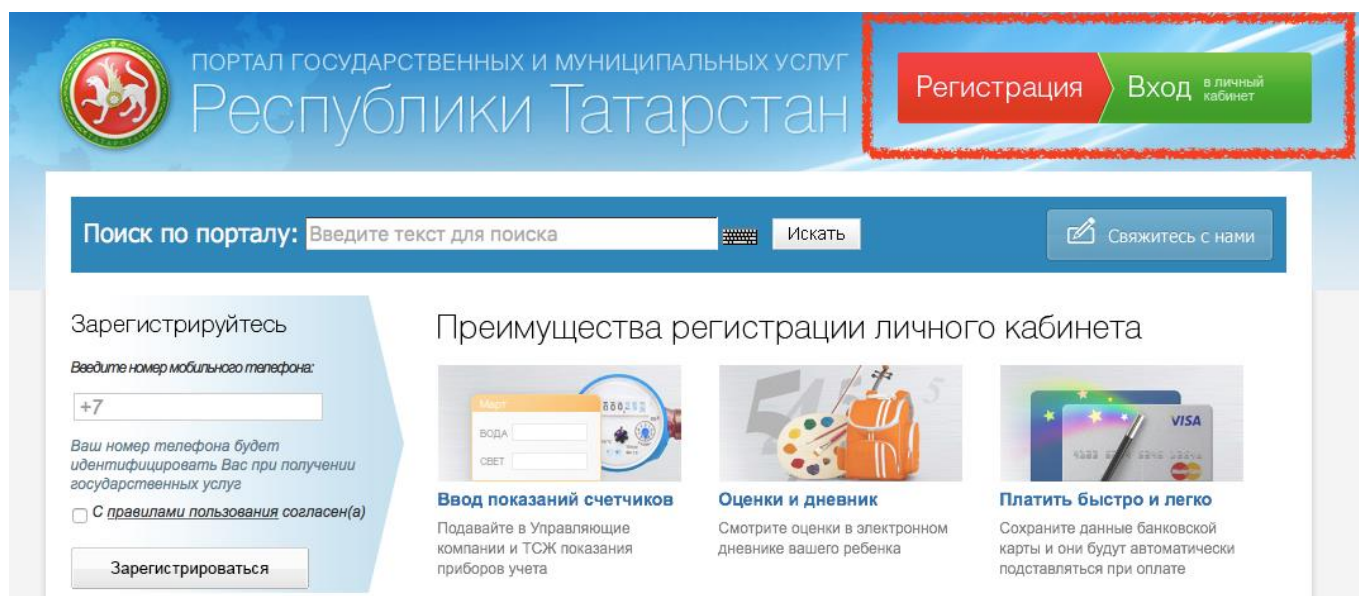 ПОРТАЛ ГОСУДАРСТВЕННЫХ И МУНИЦИПАЛЬНЫХ УСЛУГ
Республики Татарстан
Регистрация
Вход в личный кабинет
Поиск по порталу: Введите текст для поиска
Искать
Свяжитесь с нами
Зарегистрируйтесь
Введите номер мобильного телефона:
+7
Ваш номер телефона будет
идентифицировать Вас при получении
государственных услуг
С правилами пользования согласен(а)
Зарегистрироваться
Преимущества регистрации личного кабинета
Март
ВОДА
СВЕТ
Ввод показаний счетчиков
Подавайте в Управляющие
компании и ТСЖ показания
приборов учета
5 4 5 5
Оценки и дневник
Смотрите оценки в электронном
дневнике вашего ребенка
VISA
Платить быстро и легко
Сохраните данные банковской
карты и они будут автоматически
подставляться при оплате